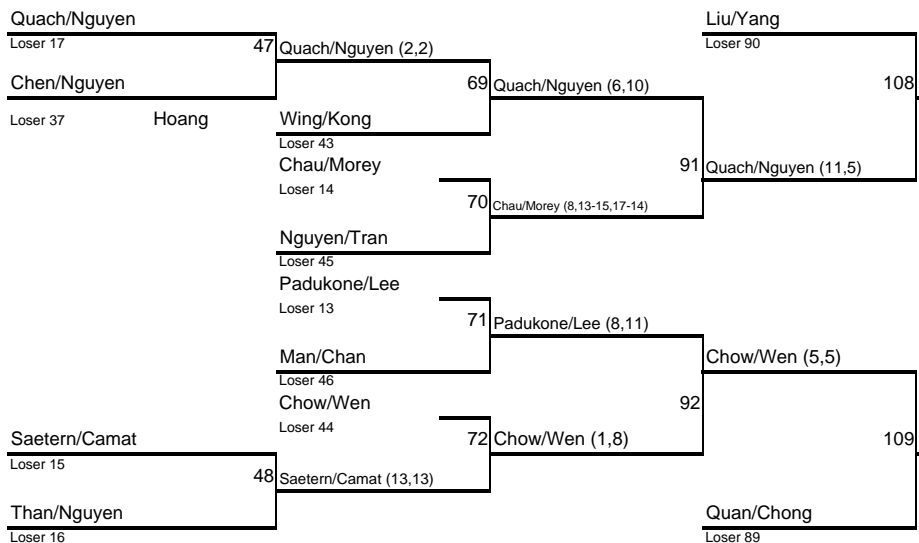 Quach/Nguyen
Liu/Yang
Loser 17
47
Quach/Nguyen (2,2)
Loser 90
Chen/Nguyen
69
Quach/Nguyen (6,10)
108
Loser 37
Hoang
Wing/Kong
Loser 43
Chau/Morey
91
Quach/Nguyen (11,5)
Loser 14
70
Chau/Morey (8,13-15,17-14)
Nguyen/Tran
Loser 45
Padukone/Lee
Loser 13
71
Padukone/Lee (8,11)
Man/Chan
Chow/Wen (5,5)
Loser 46
Chow/Wen
92
Loser 44
Saetern/Camat
72
Chow/Wen (1,8)
109
Loser 15
48
Saetern/Camat (13,13)
Than/Nguyen
Quan/Chong
Loser 16
Loser 89